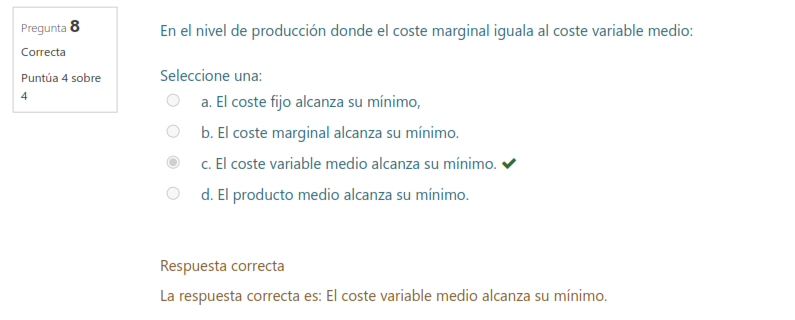 Pregunta 8
Correcta
Puntúa 4 sobre
4
En el nivel de producción donde el coste marginal iguala al coste variable medio:
Seleccione una:
a. El coste fijo alcanza su mínimo,
b. El coste marginal alcanza su mínimo.
c. El coste variable medio alcanza su mínimo.
d. El producto medio alcanza su mínimo.
Respuesta correcta
La respuesta correcta es: El coste variable medio alcanza su mínimo.